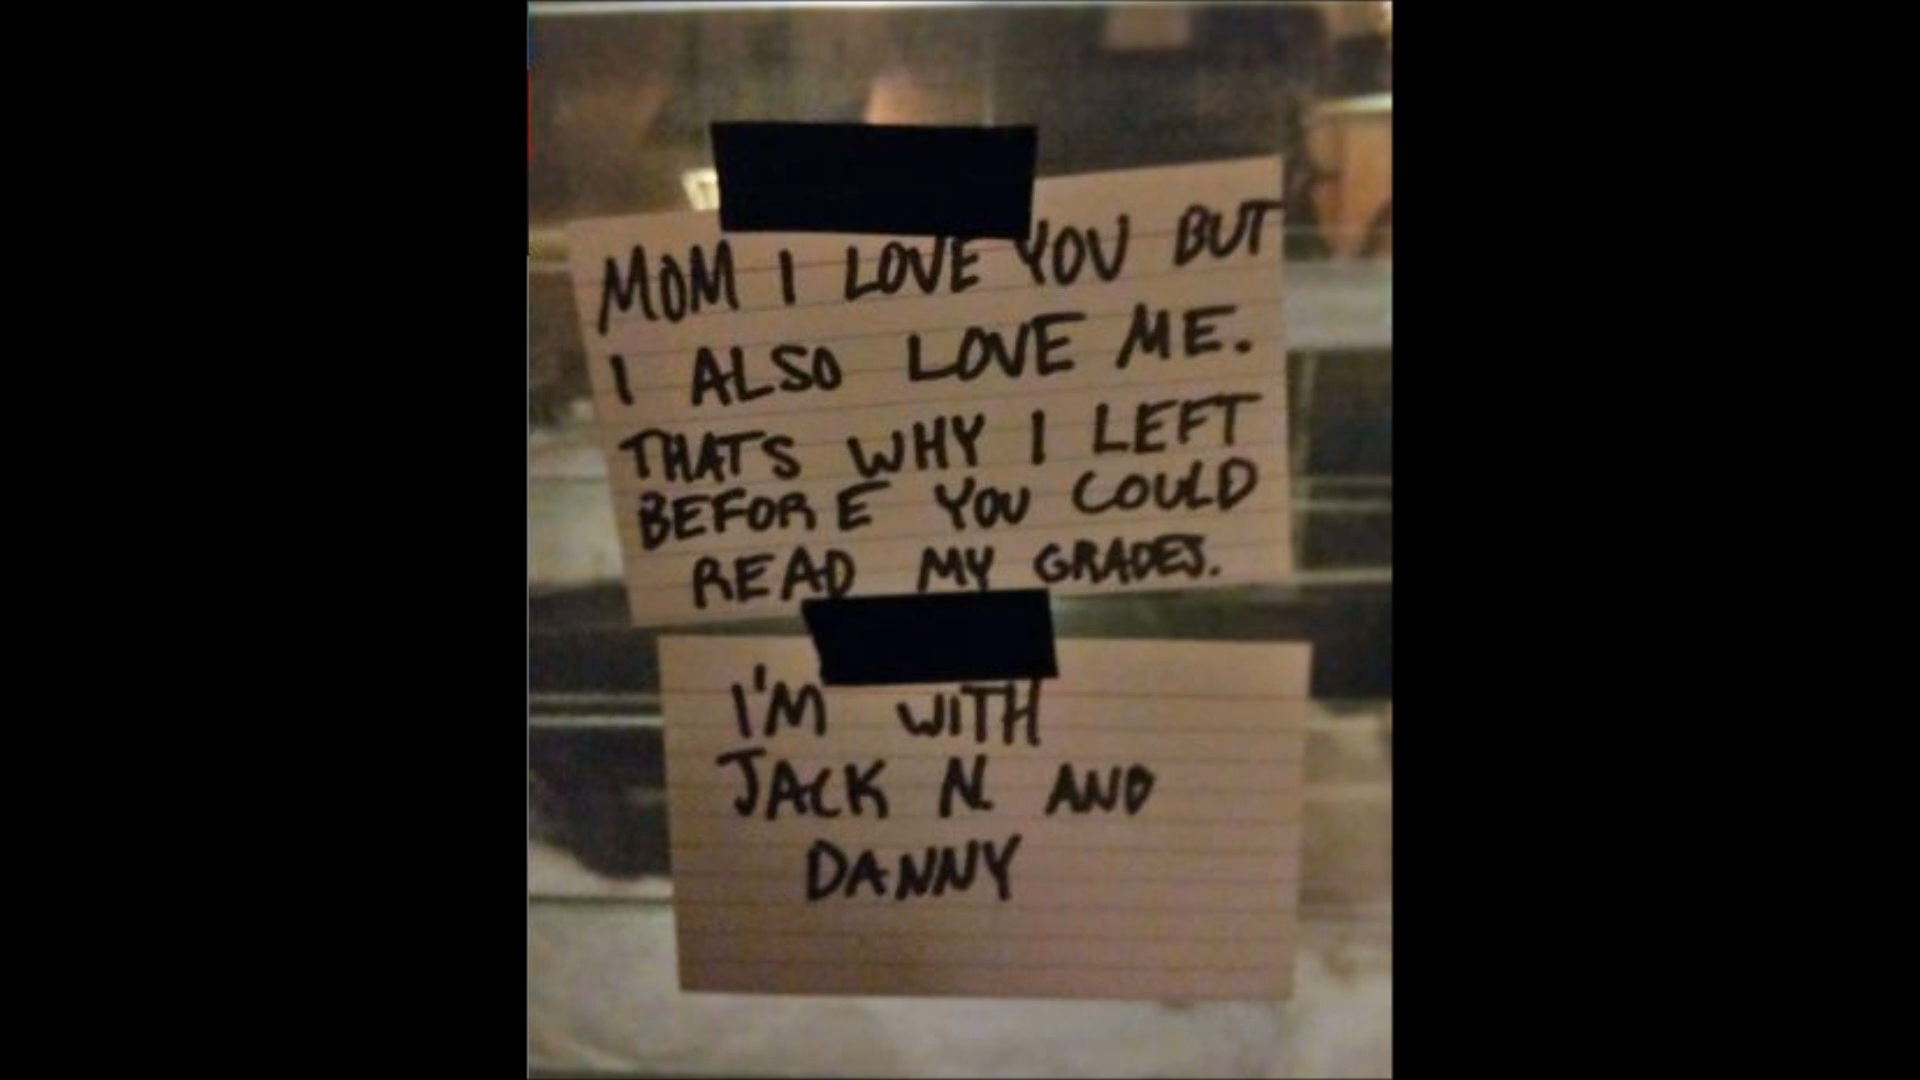 MOM I LOVE YOU BUT
I ALSO LOVE ME.
THAT'S WHY I LEFT
BEFORE YOU COULD
READ MY GRADES.
I'M WITH
JACK N. AND
DANNY